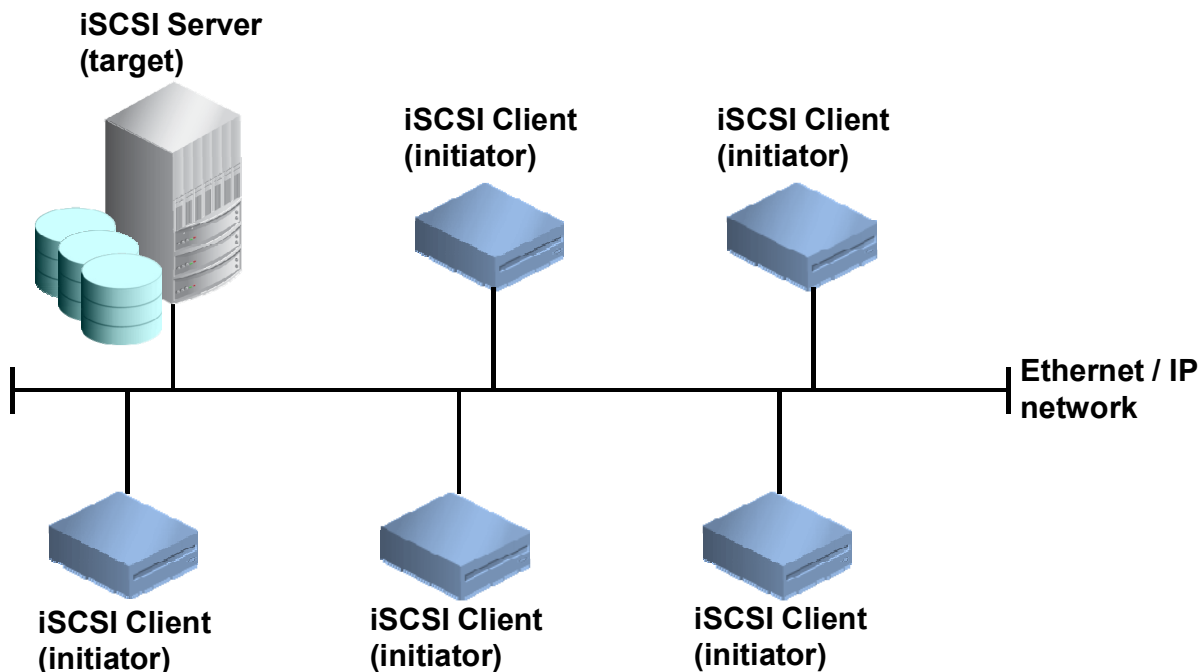 iSCSI Server
(target)
iSCSI Client
(initiator)
iSCSI Client
(initiator)
Ethernet / IP
network
iSCSI Client
(initiator)
iSCSI Client
(initiator)
iSCSI Client
(initiator)